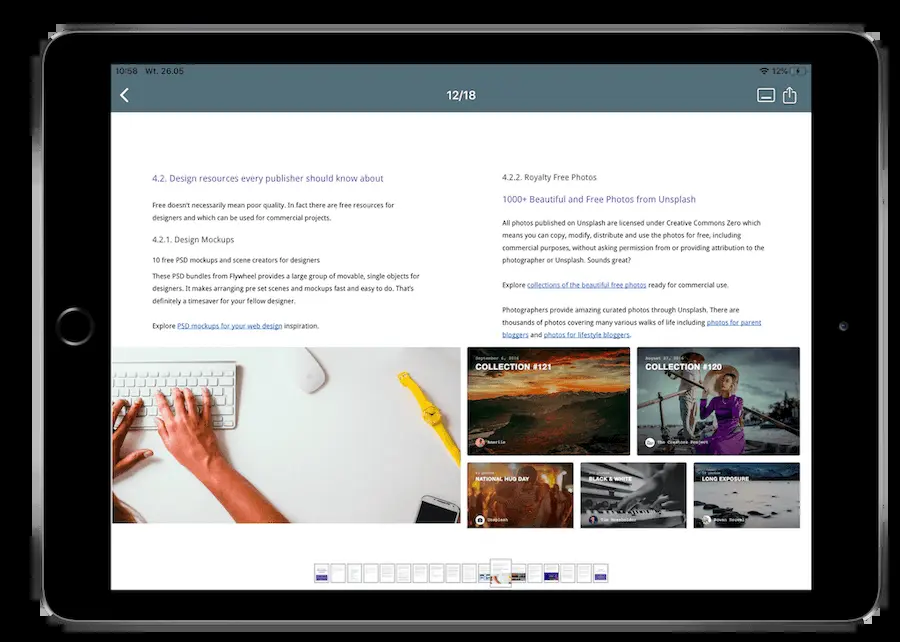 10:58 Wt. 26.05
12%
12/18
4.2. Design resources every publisher should know about
Free doesn't necessarily mean poor quality. In fact there are free resources for
designers and which can be used for commercial projects.
4.2.1. Design Mockups
10 free PSD mockups and scene creators for designers
These PSD bundles from Flywheel provides a large group of movable, single objects for
designers. It makes arranging pre set scenes and mockups fast and easy to do. That's
definitely a timesaver for your fellow designer.
Explore PSD mockups for your web design inspiration.
4.2.2. Royalty Free Photos
1000+ Beautiful and Free Photos from Unsplash
All photos published on Unsplash are licensed under Creative Commons Zero which
means you can copy, modify, distribute and use the photos for free, including
commercial purposes, without asking permission from or providing attribution to the
photographer or Unsplash. Sounds great?
Explore collections of the beautiful free photos ready for commercial use.
Photographers provide amazing curated photos through Unsplash. There are
thousands of photos covering many various walks of life including photos for parent
bloggers and photos for lifestyle bloggers.
September 6, 2016
COLLECTION #121
August 27, 2016
COLLECTION #120
The Creators Project
NATIONAL HUG DAY
Unsplash
BLACK & WHITE
LONG EXPOSURE